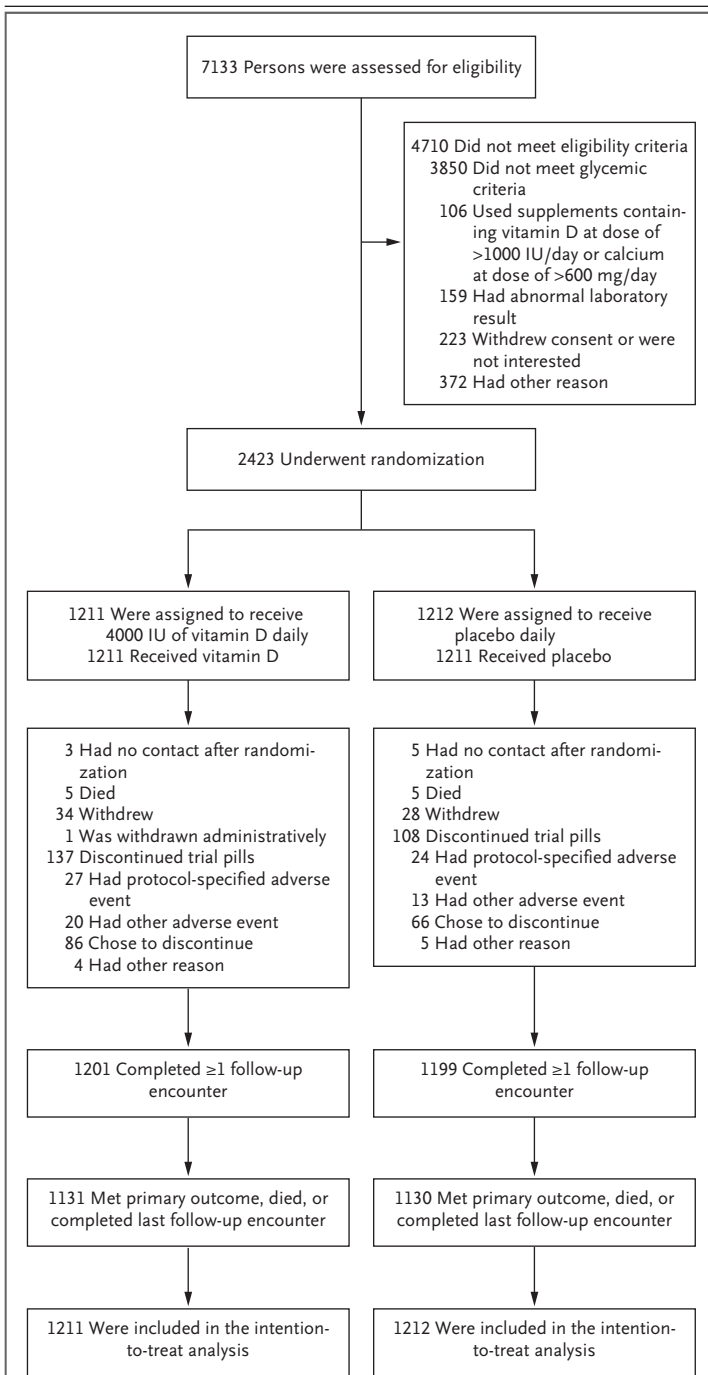 7133 Persons were assessed for eligibility
4710 Did not meet eligibility criteria
3850 Did not meet glycemic
criteria
106 Used supplements contain-
ing vitamin D at dose of
>1000 IU/day or calcium
at dose of >600 mg/day
159 Had abnormal laboratory
result
223 Withdrew consent or were
not interested
372 Had other reason
2423 Underwent randomization
1211 Were assigned to receive
4000 IU of vitamin D daily
1211 Received vitamin D
1212 Were assigned to receive
placebo daily
1211 Received placebo
3 Had no contact after randomi-
zation
5 Died
34 Withdrew
1 Was withdrawn administratively
137 Discontinued trial pills
27 Had protocol-specified adverse
event
20 Had other adverse event
86 Chose to discontinue
4 Had other reason
5 Had no contact after randomi-
zation
5 Died
28 Withdrew
108 Discontinued trial pills
24 Had protocol-specified adverse
event
13 Had other adverse event
66 Chose to discontinue
5 Had other reason
1201 Completed ≥1 follow-up
encounter
1199 Completed ≥1 follow-up
encounter
1131 Met primary outcome, died, or
completed last follow-up encounter
1130 Met primary outcome, died, or
completed last follow-up encounter
1211 Were included in the intention-
to-treat analysis
1212 Were included in the intention-
to-treat analysis